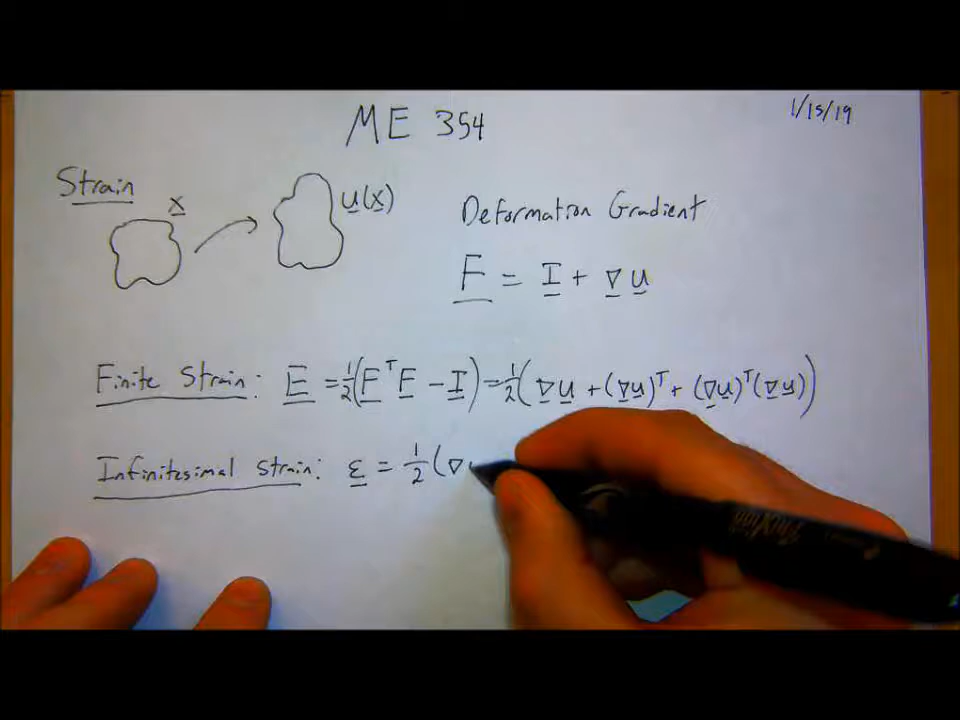 ME 354
1/15/19
Strain
x
u(x)
Deformation Gradient
F = I + ∇u
Finite Strain: E = 1/2(FᵀF − I) = 1/2(∇u + (∇u)ᵀ + (∇u)ᵀ(∇u))
Infinitesimal Strain: ε = 1/2(∇